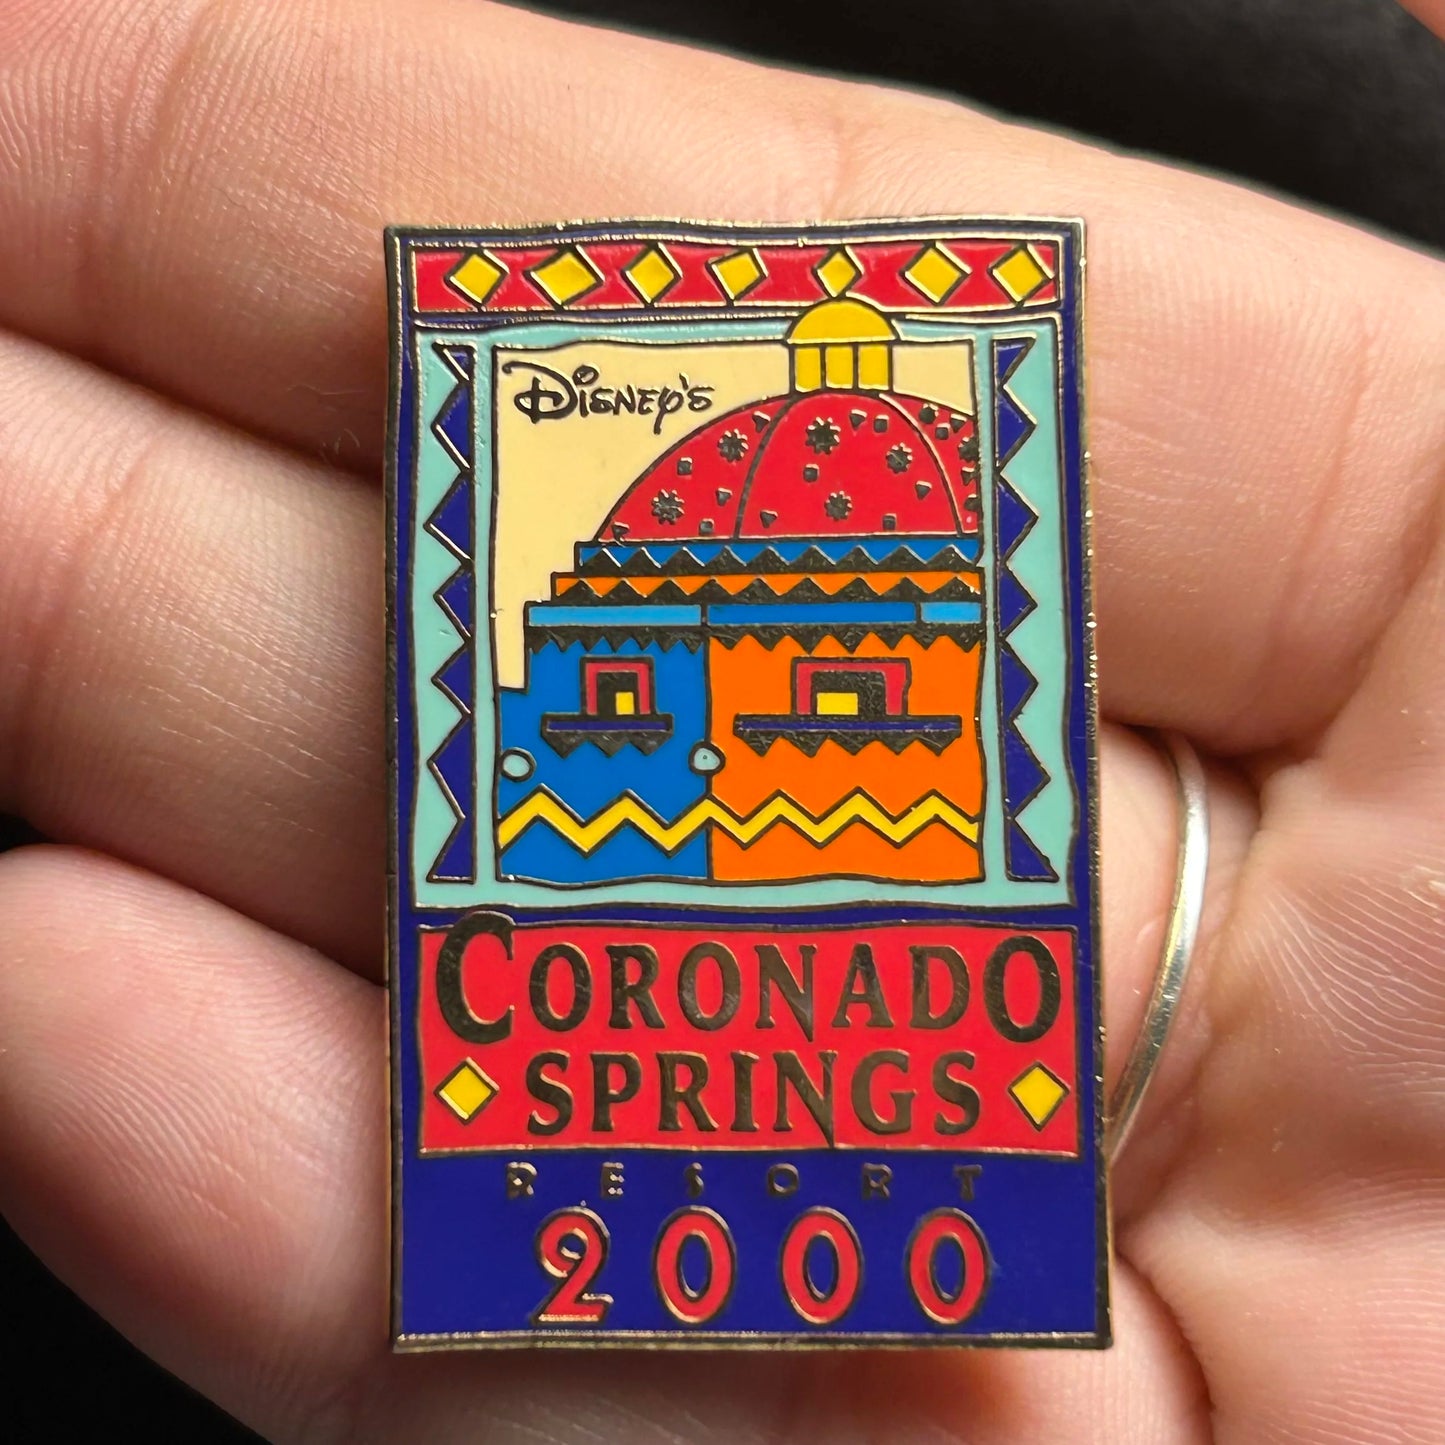 Disney's
CORONADO
SPRINGS
RESORT
2000